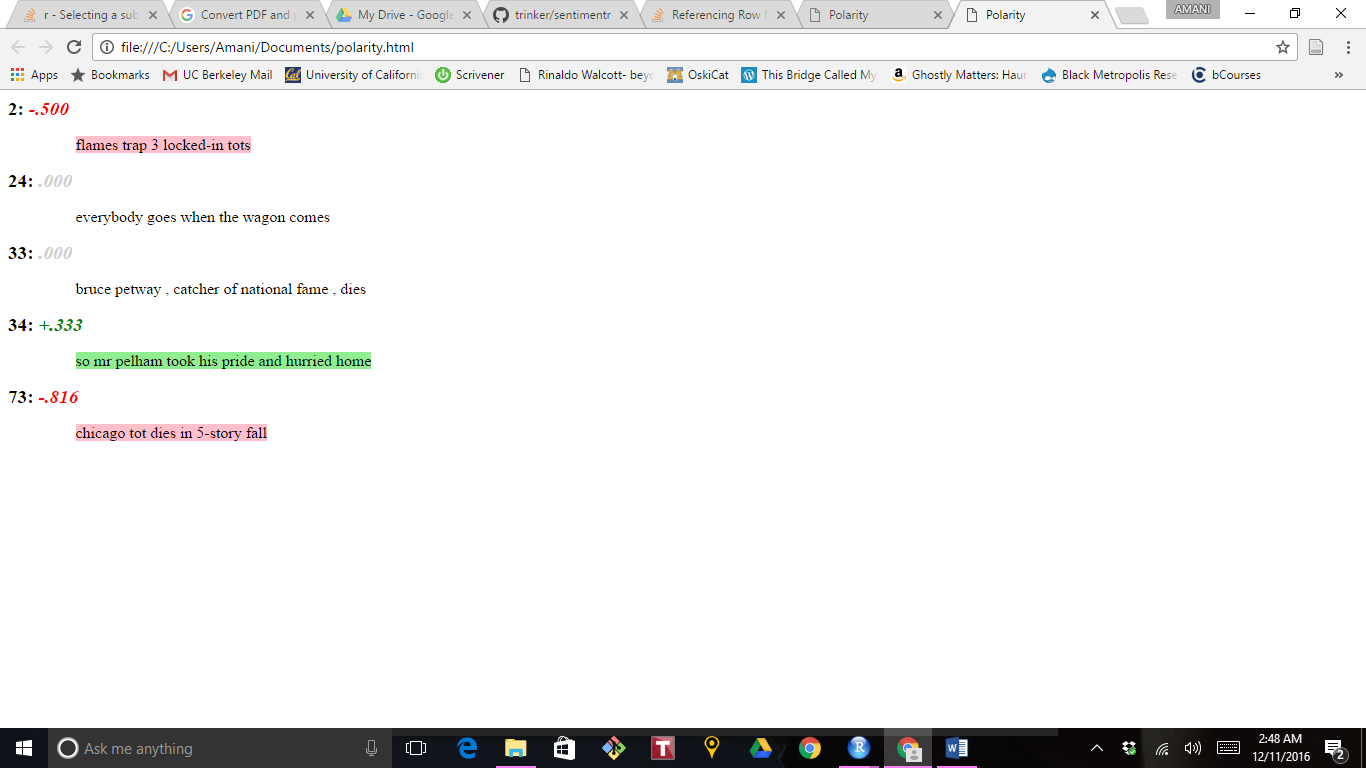 r - Selecting a sub
Convert PDF and
My Drive - Google
trinker/sentimentr
Referencing Row
Polarity
Polarity
AMANI
file:///C:/Users/Amani/Documents/polarity.html
Apps
Bookmarks
UC Berkeley Mail
Cal
University of California
Scrivener
Rinaldo Walcott- beyo
OskiCat
This Bridge Called My
Ghostly Matters: Haun
Black Metropolis Rese
bCourses
»
2: -.500
flames trap 3 locked-in tots
24: .000
everybody goes when the wagon comes
33: .000
bruce petway , catcher of national fame , dies
34: +.333
so mr pelham took his pride and hurried home
73: -.816
chicago tot dies in 5-story fall
Ask me anything
2:48 AM
12/11/2016
2